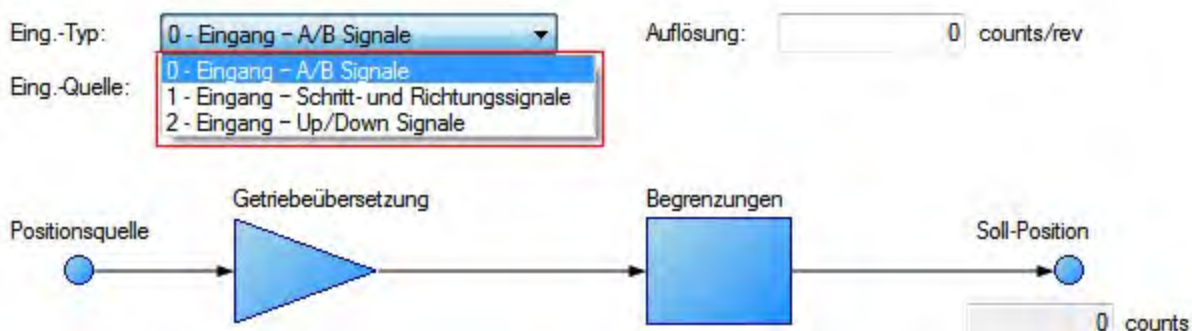 Eing.-Typ: 0 - Eingang – A/B Signale Auflösung: 0 counts/rev
0 - Eingang – A/B Signale
Eing.-Quelle:
1 - Eingang – Schritt- und Richtungssignale
2 - Eingang – Up/Down Signale
Getriebeübersetzung Begrenzungen
Positionsquelle Soll-Position
0 counts